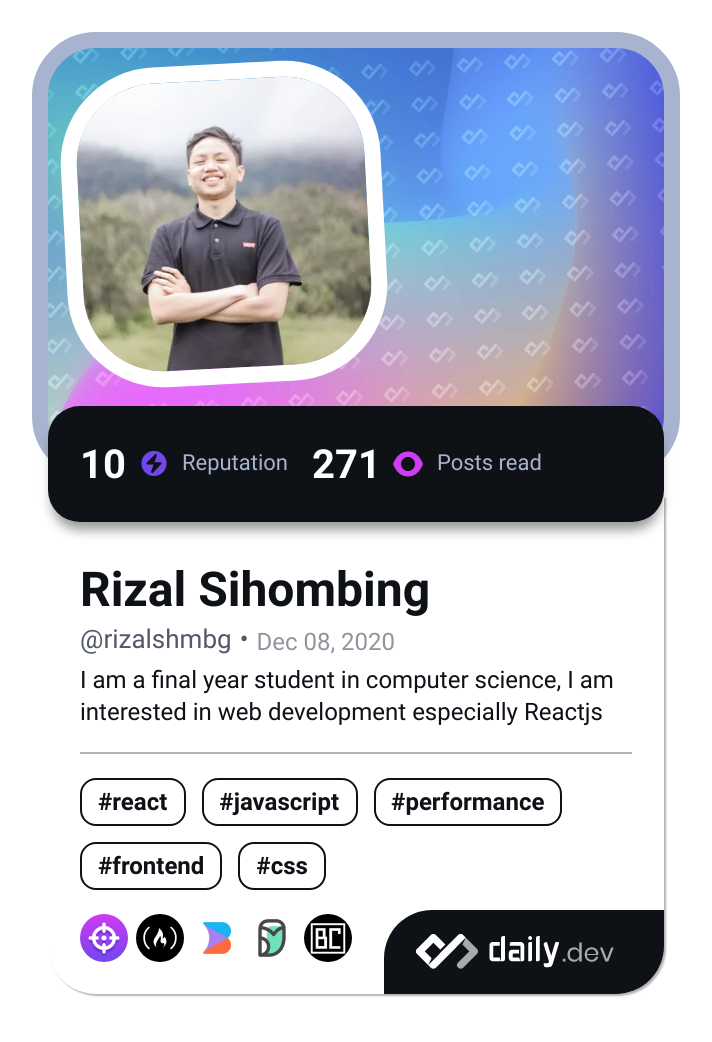 10 Reputation 271 Posts read
Rizal Sihombing
@rizalshmbg • Dec 08, 2020
I am a final year student in computer science, I am
interested in web development especially Reactjs
#react #javascript #performance
#frontend #css
BC
daily.dev